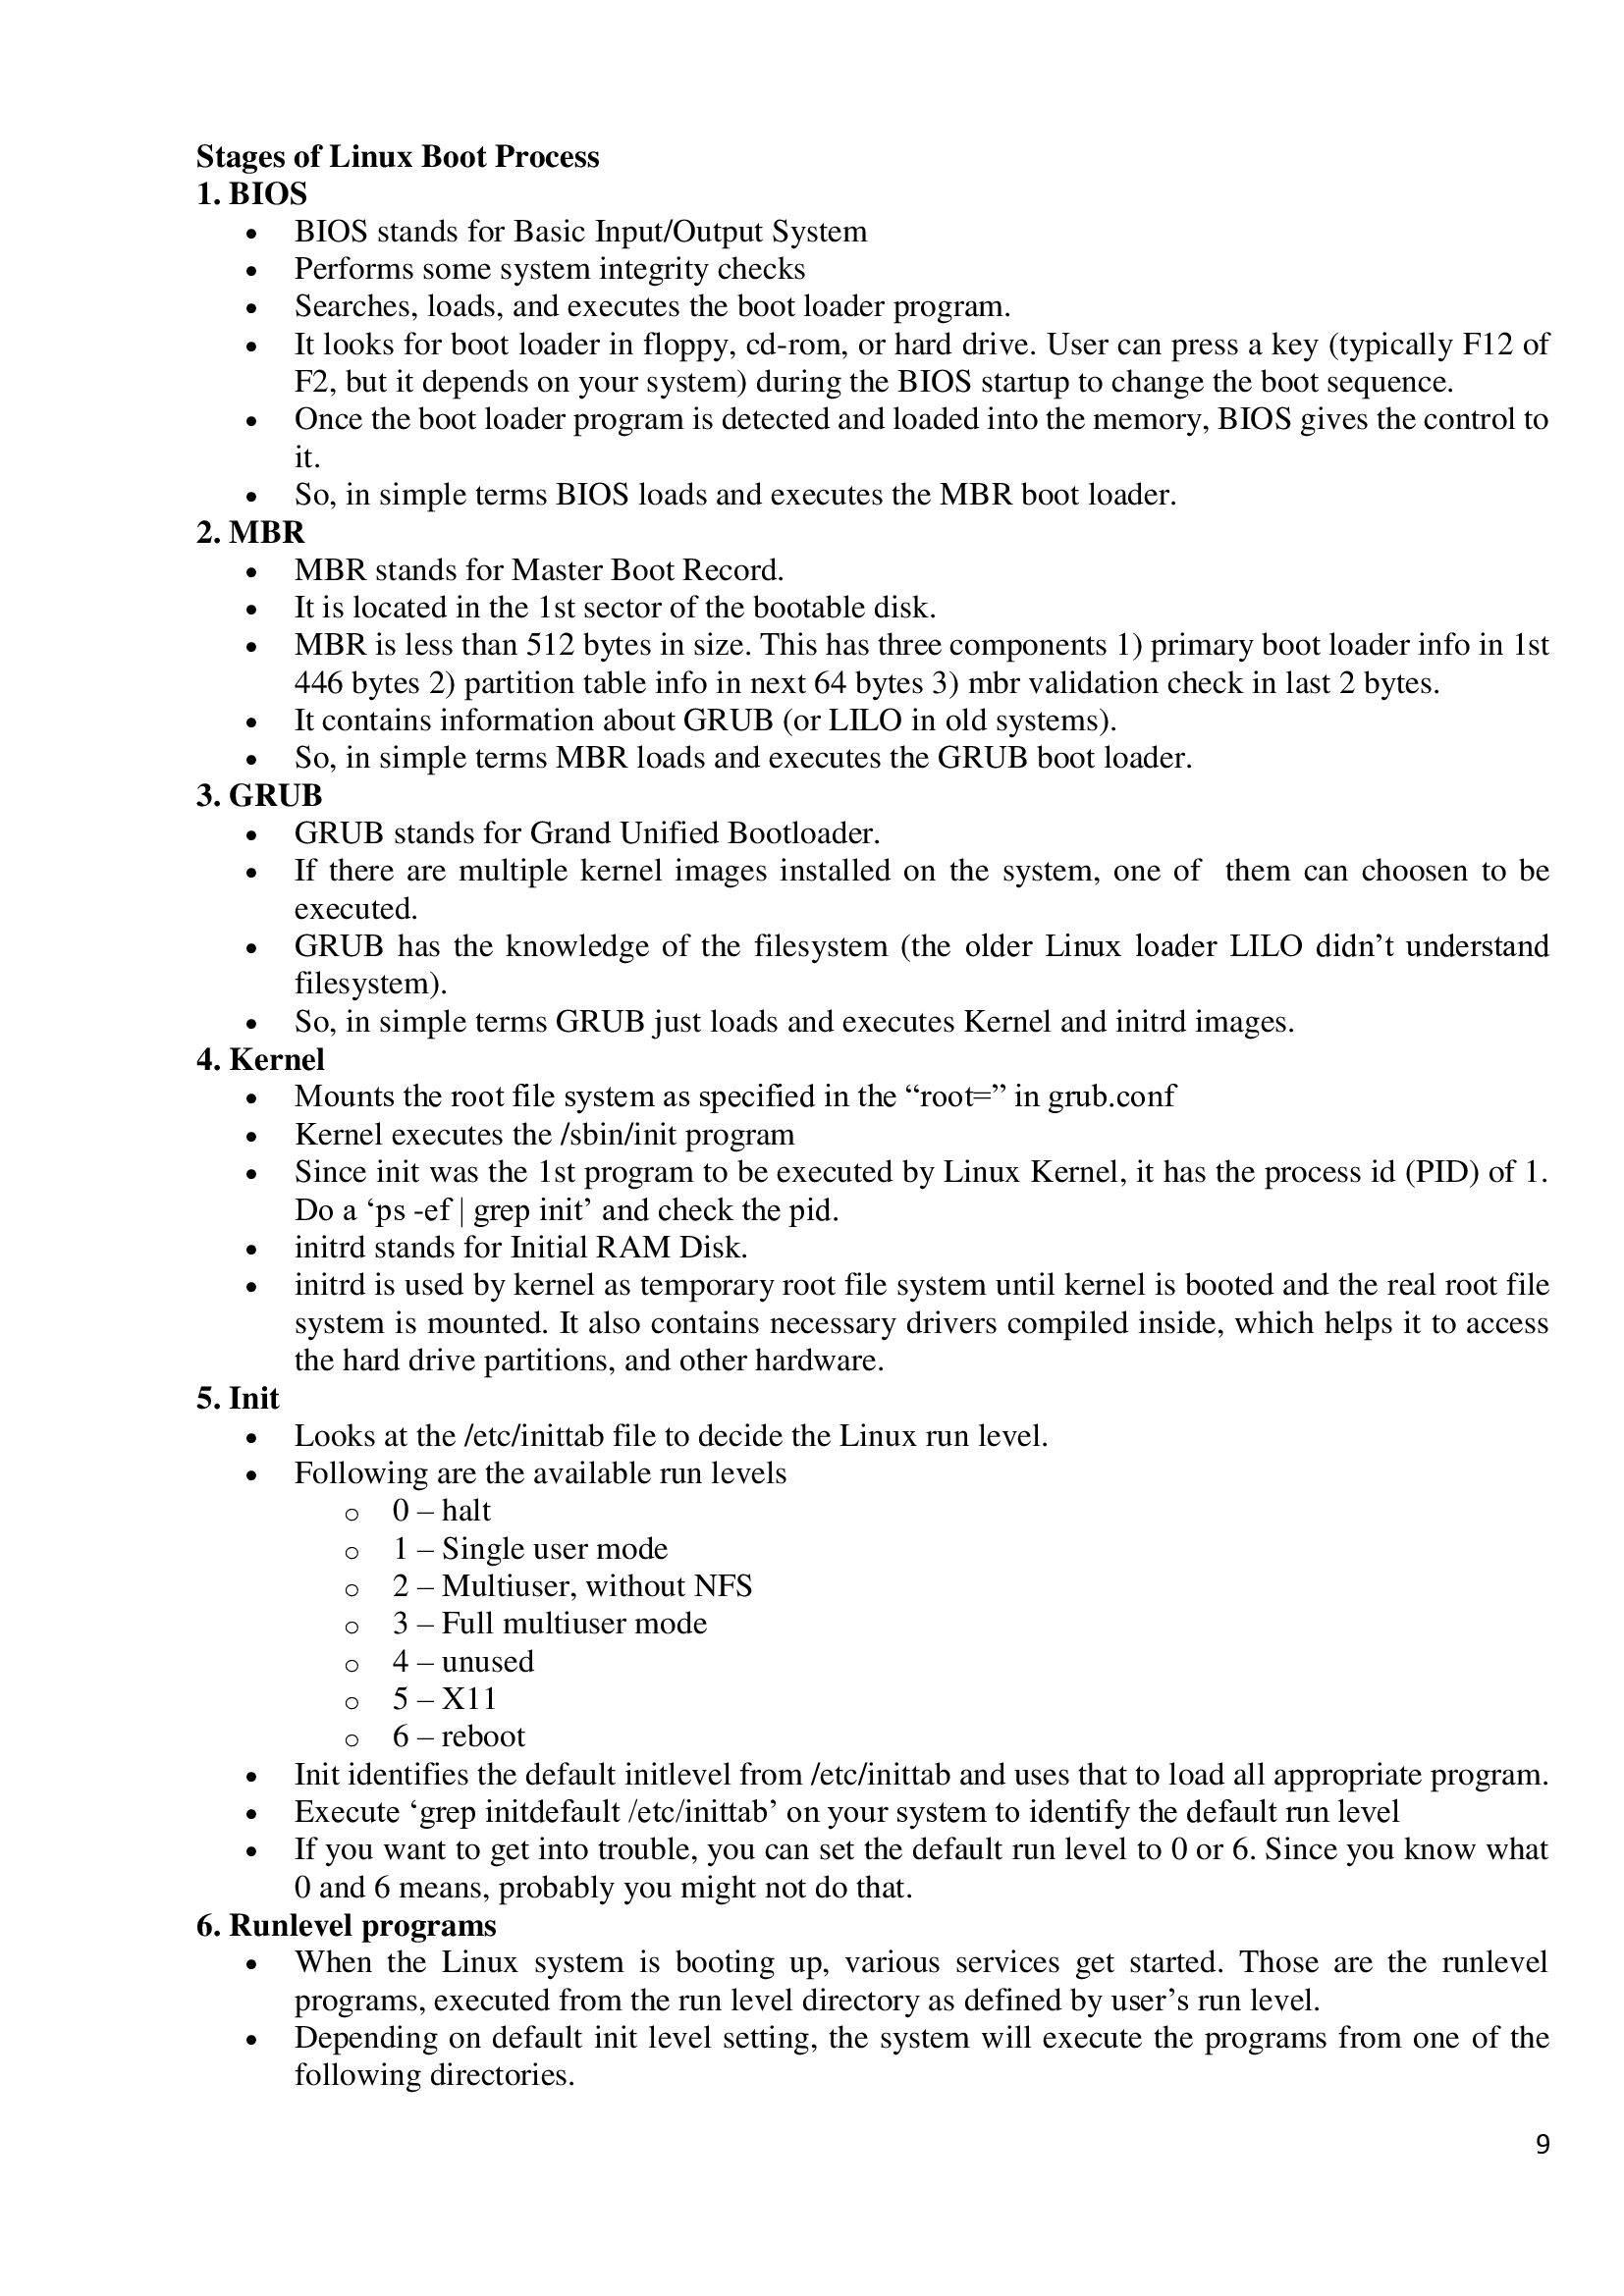 Stages of Linux Boot Process
1. BIOS
• BIOS stands for Basic Input/Output System
• Performs some system integrity checks
• Searches, loads, and executes the boot loader program.
• It looks for boot loader in floppy, cd-rom, or hard drive. User can press a key (typically F12 of
F2, but it depends on your system) during the BIOS startup to change the boot sequence.
• Once the boot loader program is detected and loaded into the memory, BIOS gives the control to
it.
• So, in simple terms BIOS loads and executes the MBR boot loader.
2. MBR
• MBR stands for Master Boot Record.
• It is located in the 1st sector of the bootable disk.
• MBR is less than 512 bytes in size. This has three components 1) primary boot loader info in 1st
446 bytes 2) partition table info in next 64 bytes 3) mbr validation check in last 2 bytes.
• It contains information about GRUB (or LILO in old systems).
• So, in simple terms MBR loads and executes the GRUB boot loader.
3. GRUB
• GRUB stands for Grand Unified Bootloader.
• If there are multiple kernel images installed on the system, one of them can choosen to be
executed.
• GRUB has the knowledge of the filesystem (the older Linux loader LILO didn’t understand
filesystem).
• So, in simple terms GRUB just loads and executes Kernel and initrd images.
4. Kernel
• Mounts the root file system as specified in the “root=” in grub.conf
• Kernel executes the /sbin/init program
• Since init was the 1st program to be executed by Linux Kernel, it has the process id (PID) of 1.
Do a ‘ps -ef | grep init’ and check the pid.
• initrd stands for Initial RAM Disk.
• initrd is used by kernel as temporary root file system until kernel is booted and the real root file
system is mounted. It also contains necessary drivers compiled inside, which helps it to access
the hard drive partitions, and other hardware.
5. Init
• Looks at the /etc/inittab file to decide the Linux run level.
• Following are the available run levels
o 0 – halt
o 1 – Single user mode
o 2 – Multiuser, without NFS
o 3 – Full multiuser mode
o 4 – unused
o 5 – X11
o 6 – reboot
• Init identifies the default initlevel from /etc/inittab and uses that to load all appropriate program.
• Execute ‘grep initdefault /etc/inittab’ on your system to identify the default run level
• If you want to get into trouble, you can set the default run level to 0 or 6. Since you know what
0 and 6 means, probably you might not do that.
6. Runlevel programs
• When the Linux system is booting up, various services get started. Those are the runlevel
programs, executed from the run level directory as defined by user’s run level.
• Depending on default init level setting, the system will execute the programs from one of the
following directories.
9